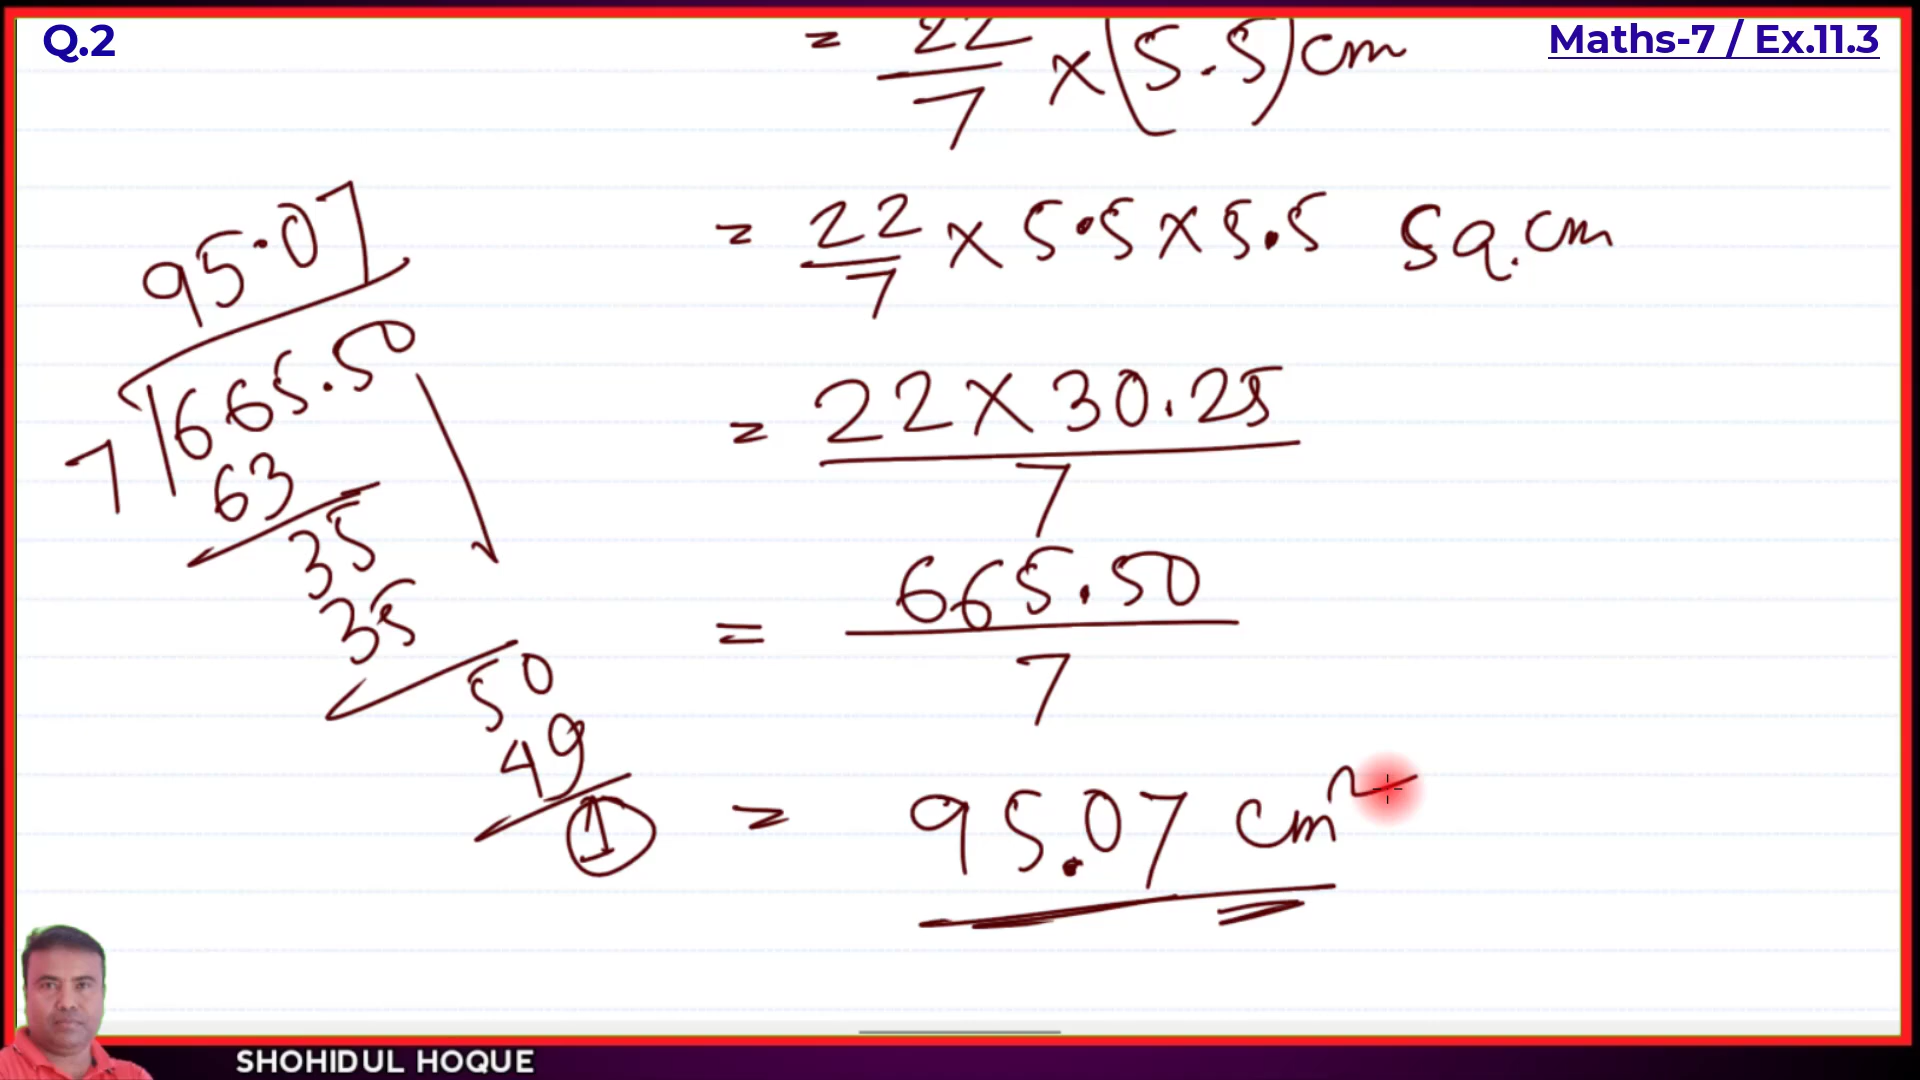 Q.2
Maths-7 / Ex.11.3
= 22/7 × (5.5) cm
= 22/7 × 5.5 × 5.5 Sq.cm
= 22 × 30.25 / 7
= 665.50 / 7
= 95.07 cm²
95.07
7 665.50
63
35
35
50
49
1
SHOHIDUL HOQUE